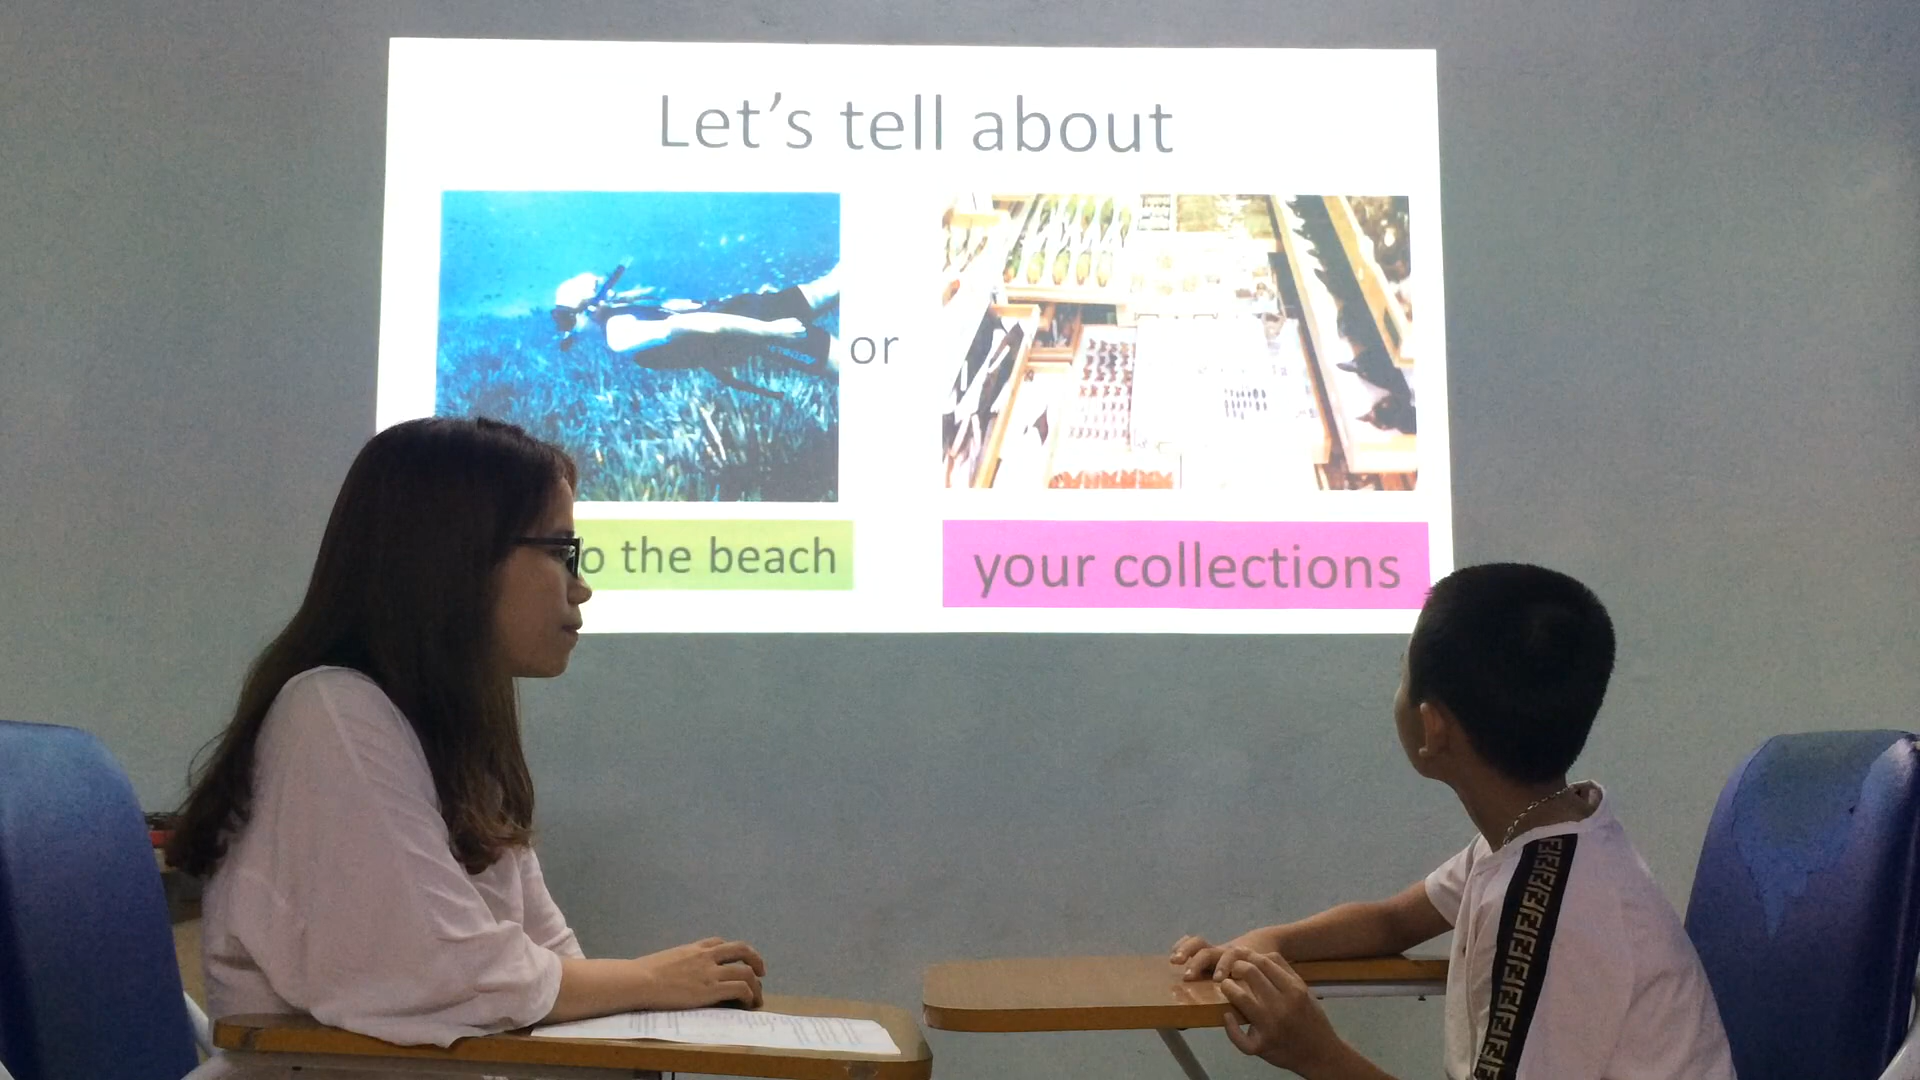 Let's tell about
or
o the beach
your collections